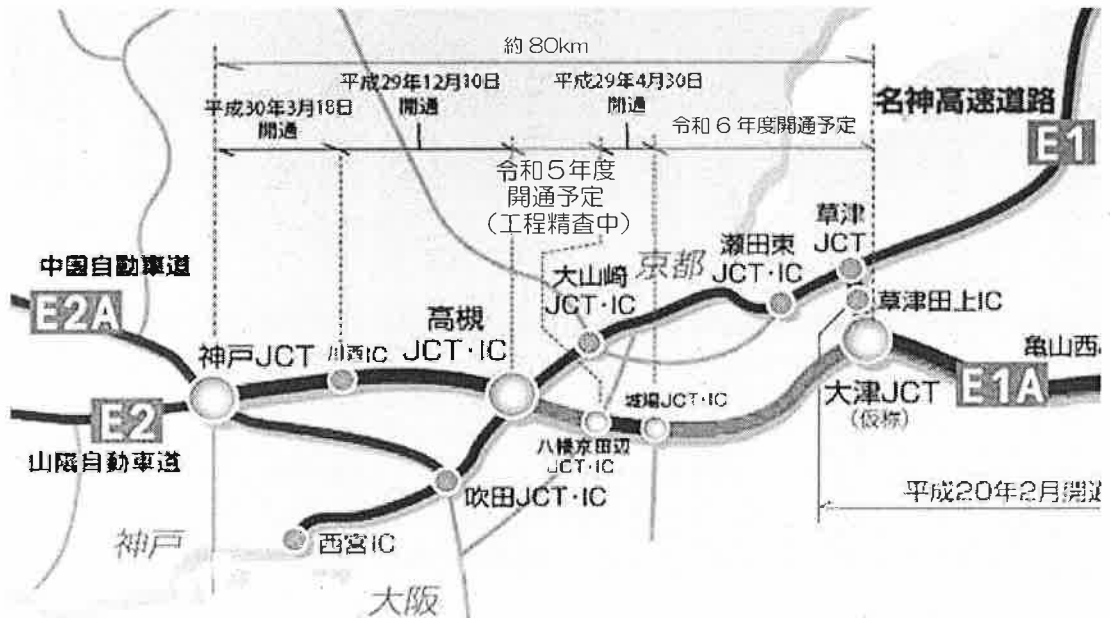 約80km
平成29年12月10日
開通
平成29年4月30日
開通
平成30年3月18日
開通
令和6年度開通予定
名神高速道路
E1
令和5年度
開通予定
(工程精査中)
草津
JCT
瀬田東
JCT・IC
京都
大山崎
JCT・IC
中国自動車道
E2A
高槻
JCT・IC
草津田上IC
神戸JCT
川西IC
亀山西
大津JCT
(仮称)
E1A
城陽JCT・IC
八幡京田辺
JCT・IC
E2
山陽自動車道
吹田JCT・IC
平成20年2月開通
西宮IC
神戸
大阪